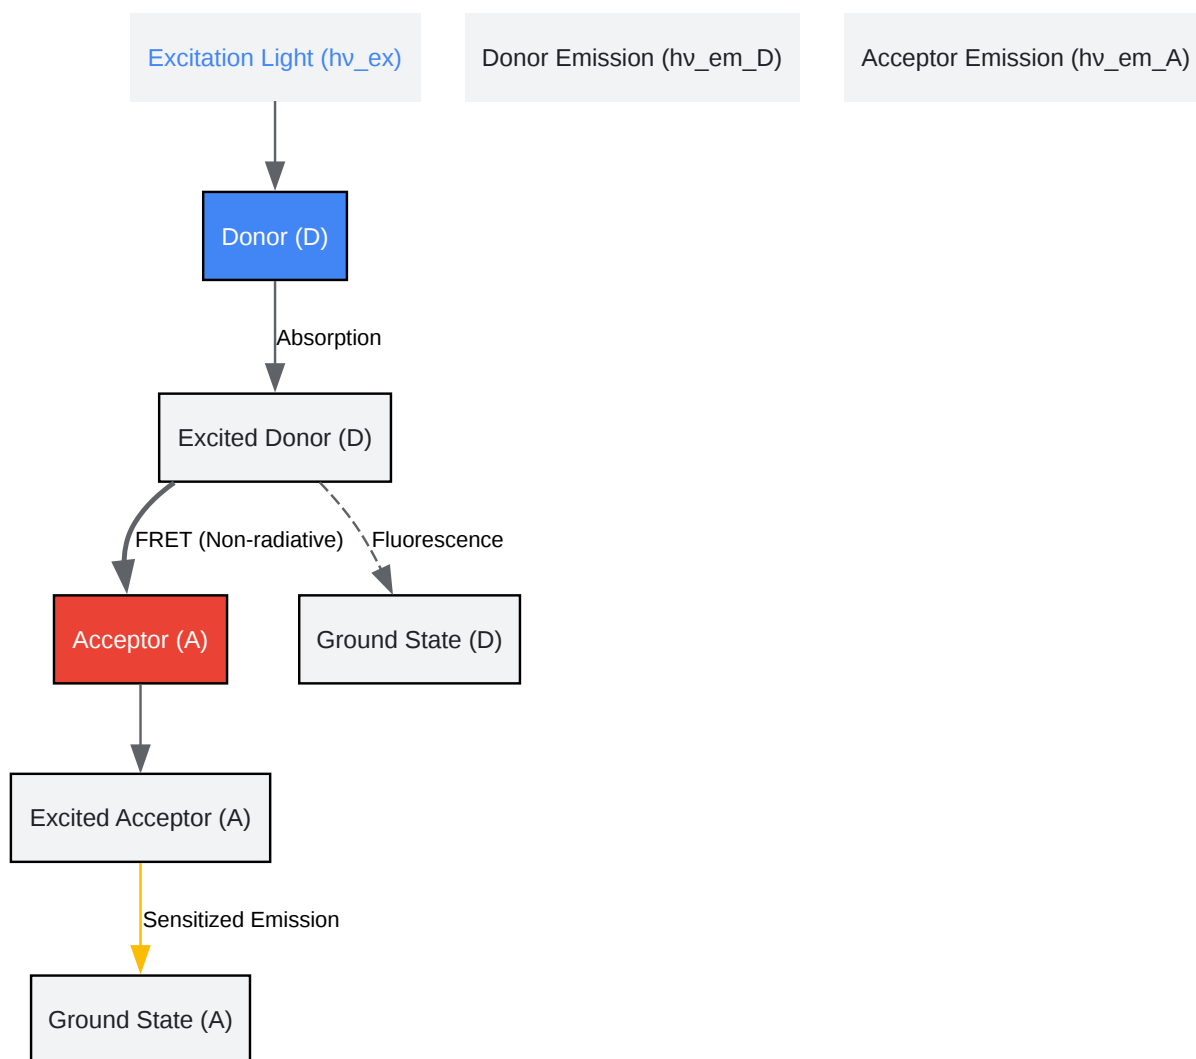 Excitation Light (hν_ex)
Donor Emission (hν_em_D)
Acceptor Emission (hν_em_A)
Donor (D)
Absorption
Excited Donor (D)
FRET (Non-radiative)
Fluorescence
Acceptor (A)
Ground State (D)
Excited Acceptor (A)
Sensitized Emission
Ground State (A)